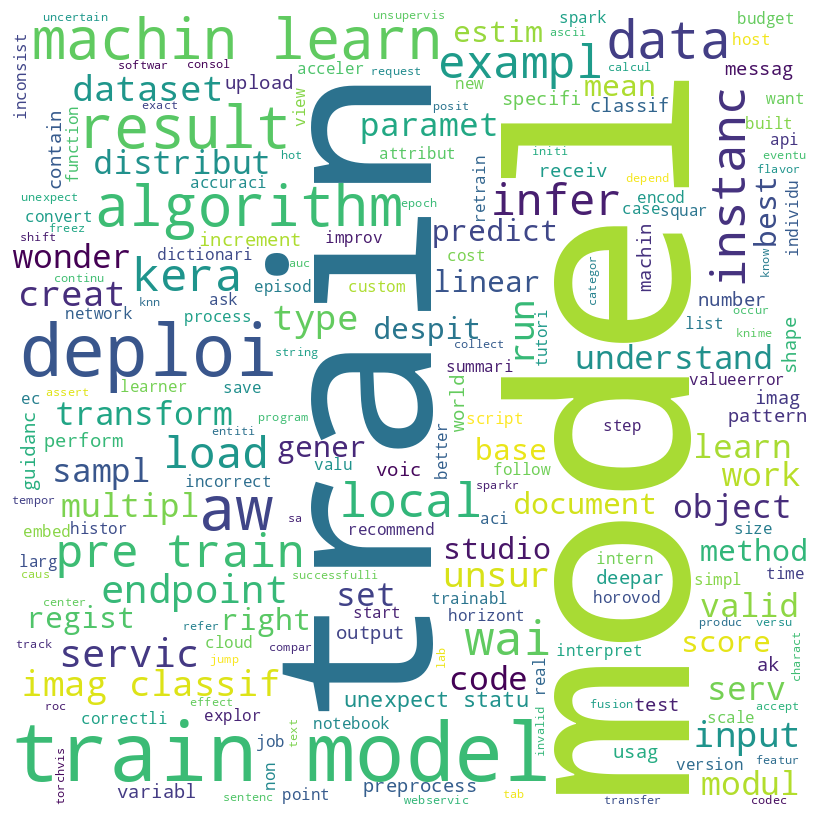 uncertain
unsupervis
spark
budget
machin learn
estim
ascii
data
host
softwar
consol
exampl
calcul
messag
inconsist
dataset
upload
acceler
request
new
mean
exact
view
specifi
classif
want
result
paramet
posit
built
contain
function
distribut
hot
attribut
initi
api
eventu
accuraci
receiv
depend
flavor
unexpect
algorithm
epoch
retrain
infer
encod
case
squar
instanc
best
individu
convert
dictionari
freez
increment
improv
predict
shift
wonder
kera
auc
episod
cost
linear
categor
machin
know
continu
knn
ask
custom
number
creat
network
process
type
despit
run
tutori
list
occur
knime
string
collect
understand
shape
deploi
train
model
summari
valueerror
assert
learner
save
world
imag
ec
transform
program
script
step
pattern
guidanc
perform
entiti
load
gener
valu
better
base
learn
sampl
incorrect
voic
follow
work
tempor
multipl
aw
local
sparkr
document
object
embed
histor
sa
recommend
aci
size
larg
pre train
studio
intern
method
caus
successfulli
unsur
deepar
simpl
time
center
endpoint
set
start
trainabl
horovod
valid
regist
refer
right
output
horizont
produc
versu
track
cloud
compar
wai
interpret
score
charact
servic
jump
lab
code
real
ak
imag classif
effect
unexpect statu
fusion
test
serv
roc
correctli
explor
notebook
invalid
scale
accept
train model
job
text
usag
input
torchvis
non
version
featur
variabl
sentenc
point
preprocess
webservic
tab
transfer
modul
codec